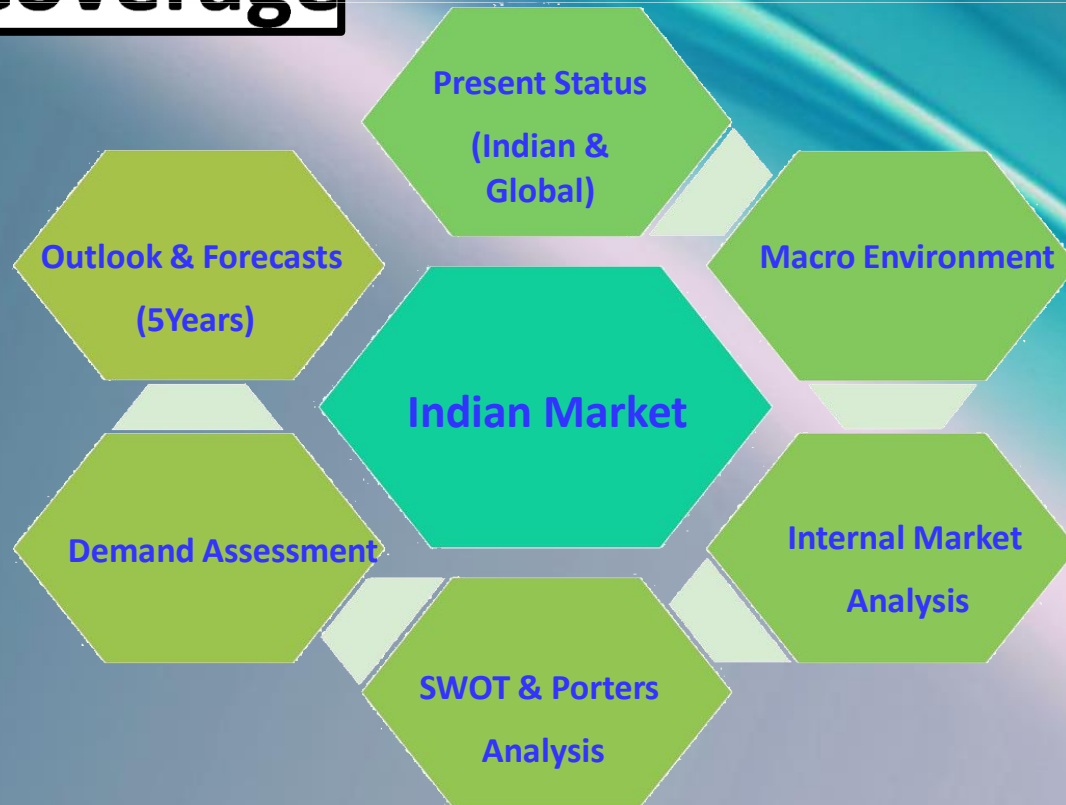 Coverage
Present Status
(Indian &
Global)
Outlook & Forecasts
(5Years)
Macro Environment
Indian Market
Demand Assessment
Internal Market
Analysis
SWOT & Porters
Analysis